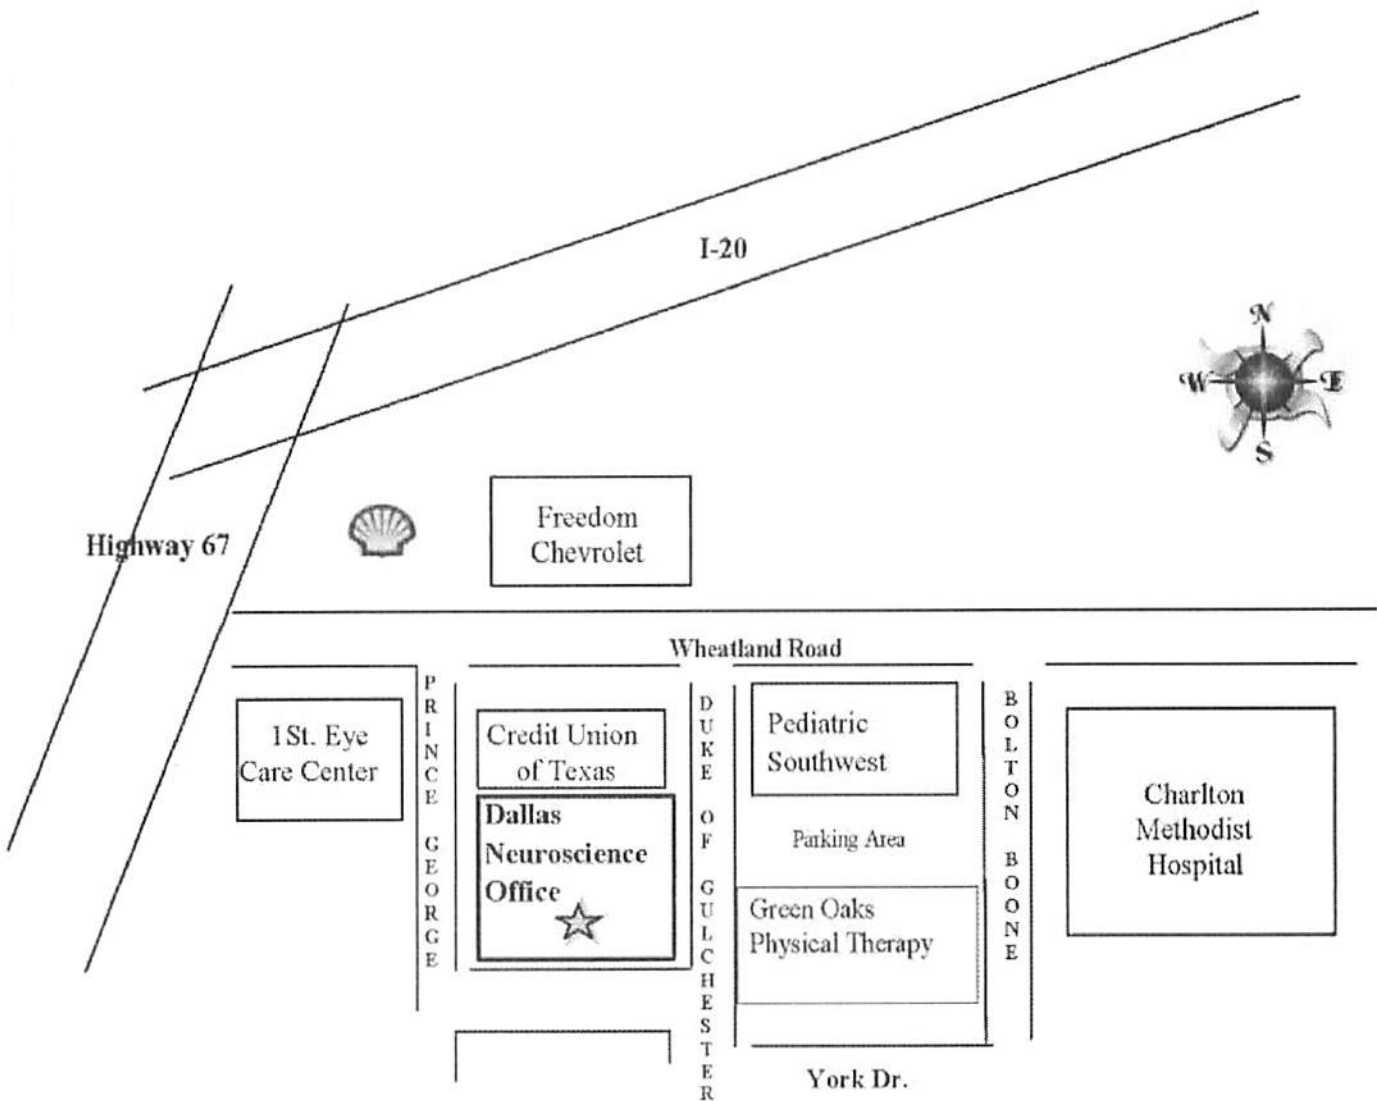 I-20
N
W E
S
Highway 67
Freedom
Chevrolet
Wheatland Road
PRINCE GEORGE
DUKE OF GULCHESTER
BOLTON BOONE
1St. Eye
Care Center
Credit Union
of Texas
Dallas
Neuroscience
Office
Pediatric
Southwest
Parking Area
Green Oaks
Physical Therapy
Charlton
Methodist
Hospital
York Dr.